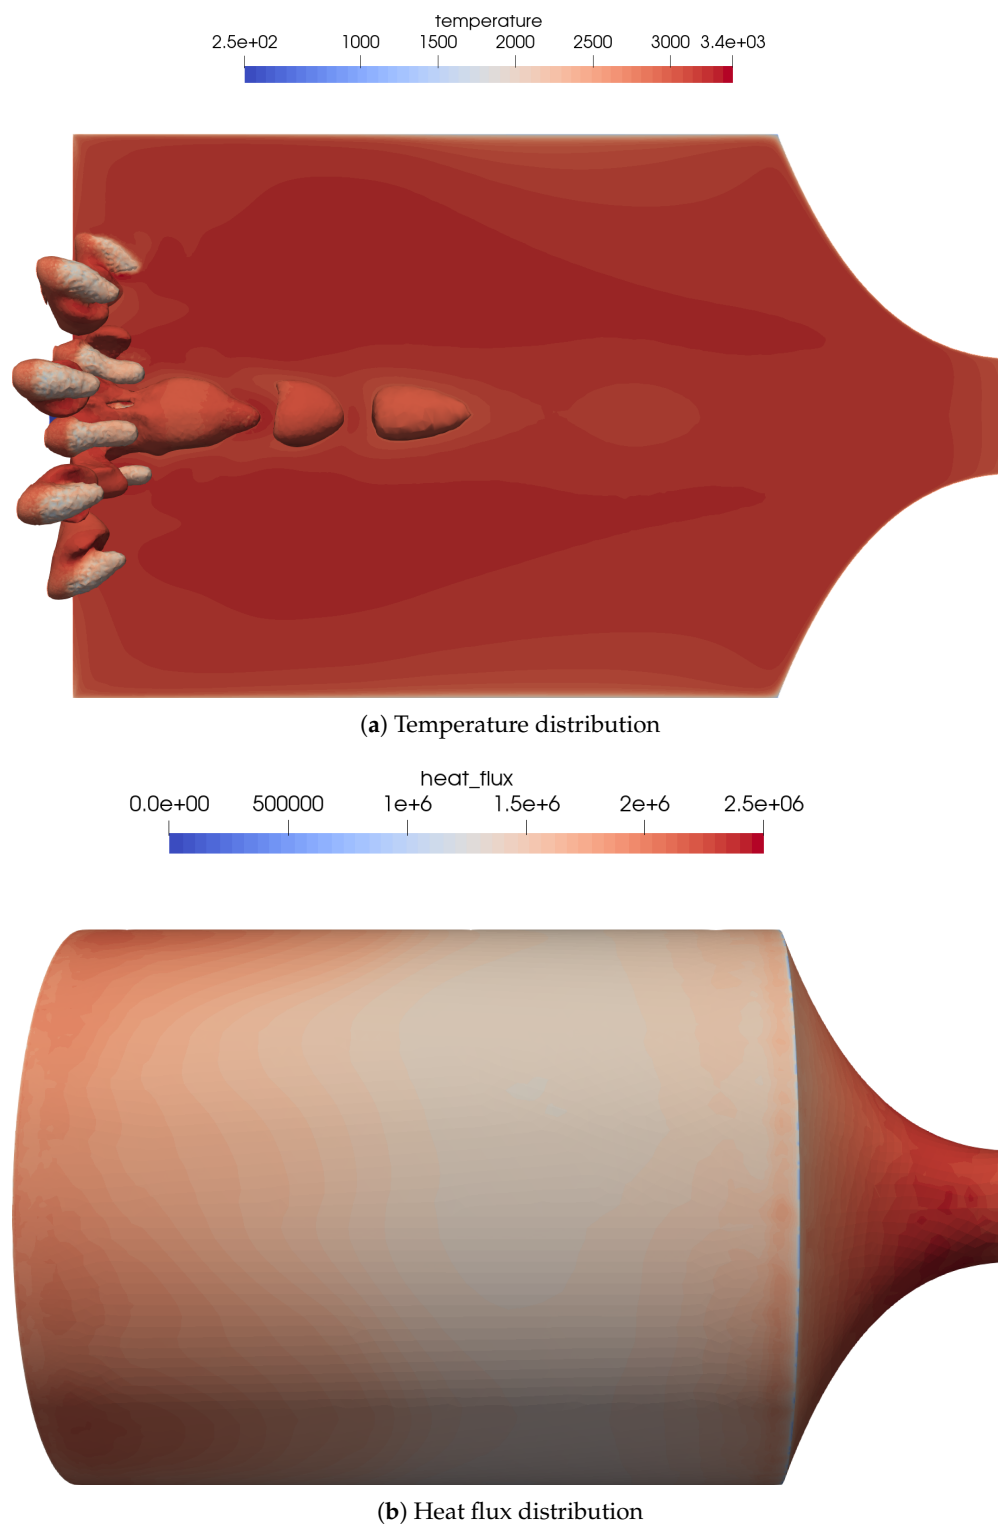 temperature
2.5e+02 1000 1500 2000 2500 3000 3.4e+03
(a) Temperature distribution
heat_flux
0.0e+00 500000 1e+6 1.5e+6 2e+6 2.5e+06
(b) Heat flux distribution